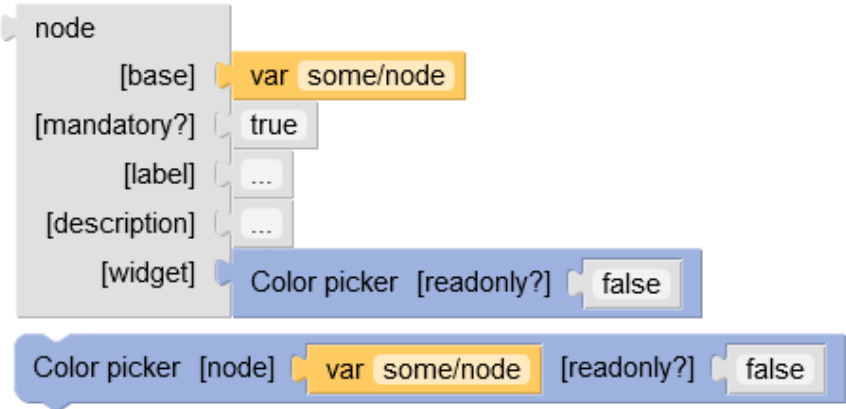 node
[base] var some/node
[mandatory?] true
[label] ...
[description] ...
[widget] Color picker [readonly?] false
Color picker [node] var some/node [readonly?] false